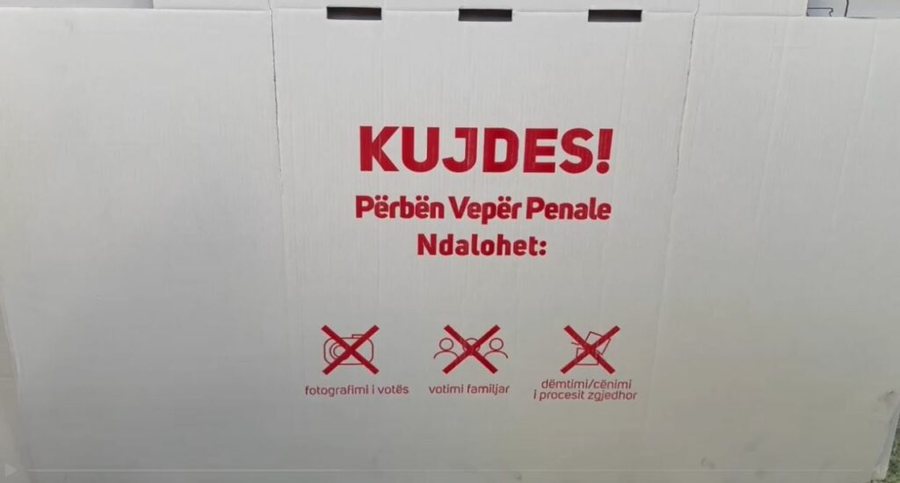 KUJDES!
Përbën Vepër Penale
Ndalohet:
fotografimi i votës
votimi familjar
dëmtimi/cënimi
i procesit zgjedhor